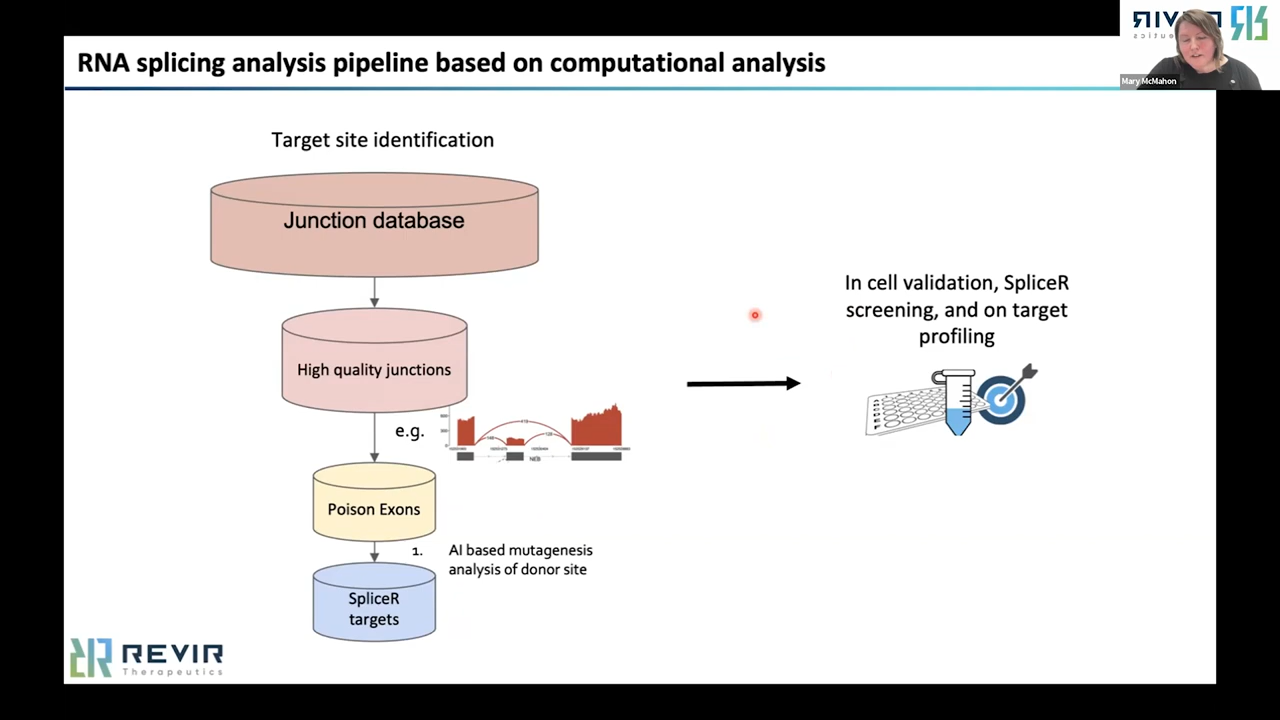 RNA splicing analysis pipeline based on computational analysis
Mary McMahon
Target site identification
Junction database
High quality junctions
e.g.
NEB
Poison Exons
1. AI based mutagenesis
analysis of donor site
SpliceR
targets
In cell validation, SpliceR
screening, and on target
profiling
REVIR
Therapeutics